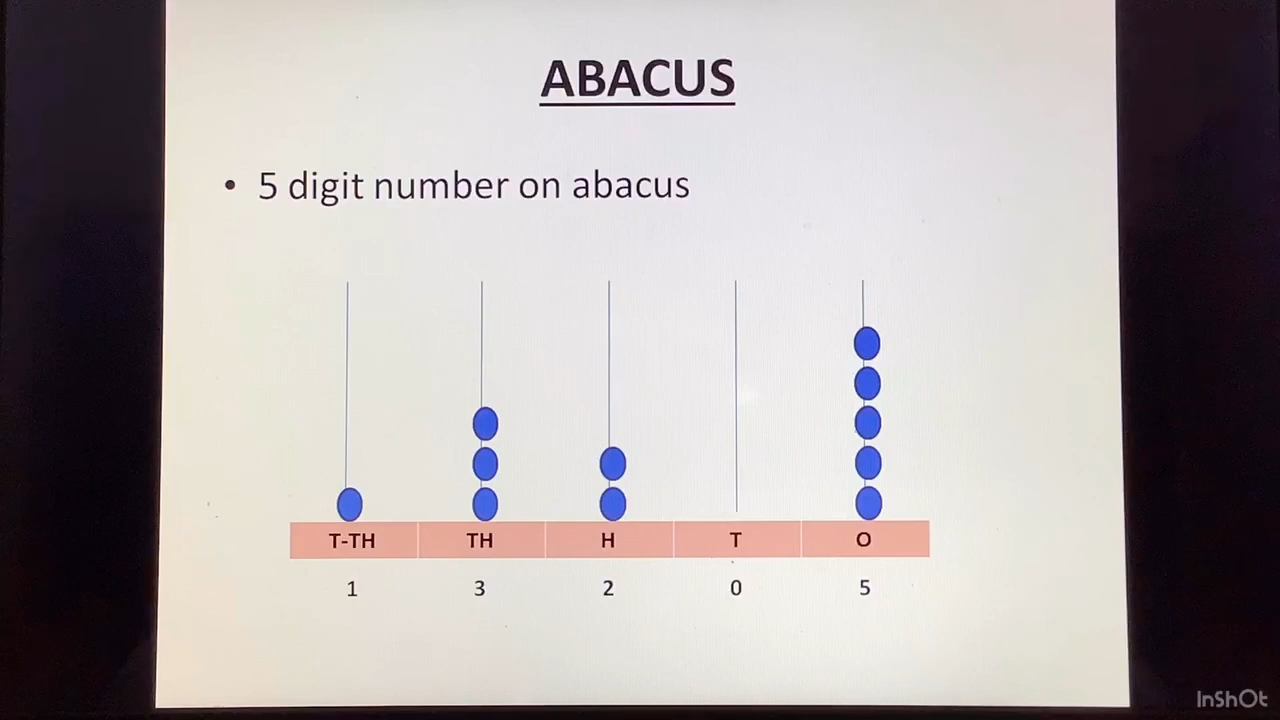 ABACUS
• 5 digit number on abacus
T-TH TH H T O
1 3 2 0 5
InShOt